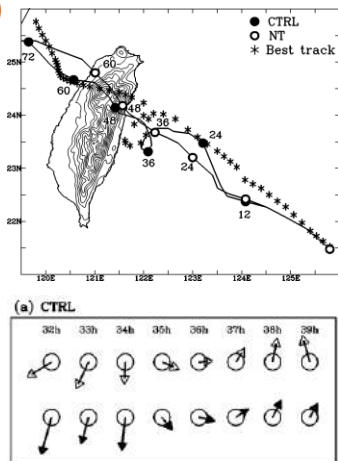 CTRL
NT
Best track
25N
24N
23N
22N
72
60
60
48
48
36
36
24
24
12
120E 121E 122E 123E 124E 125E
(a) CTRL
32h 33h 34h 35h 36h 37h 38h 39h